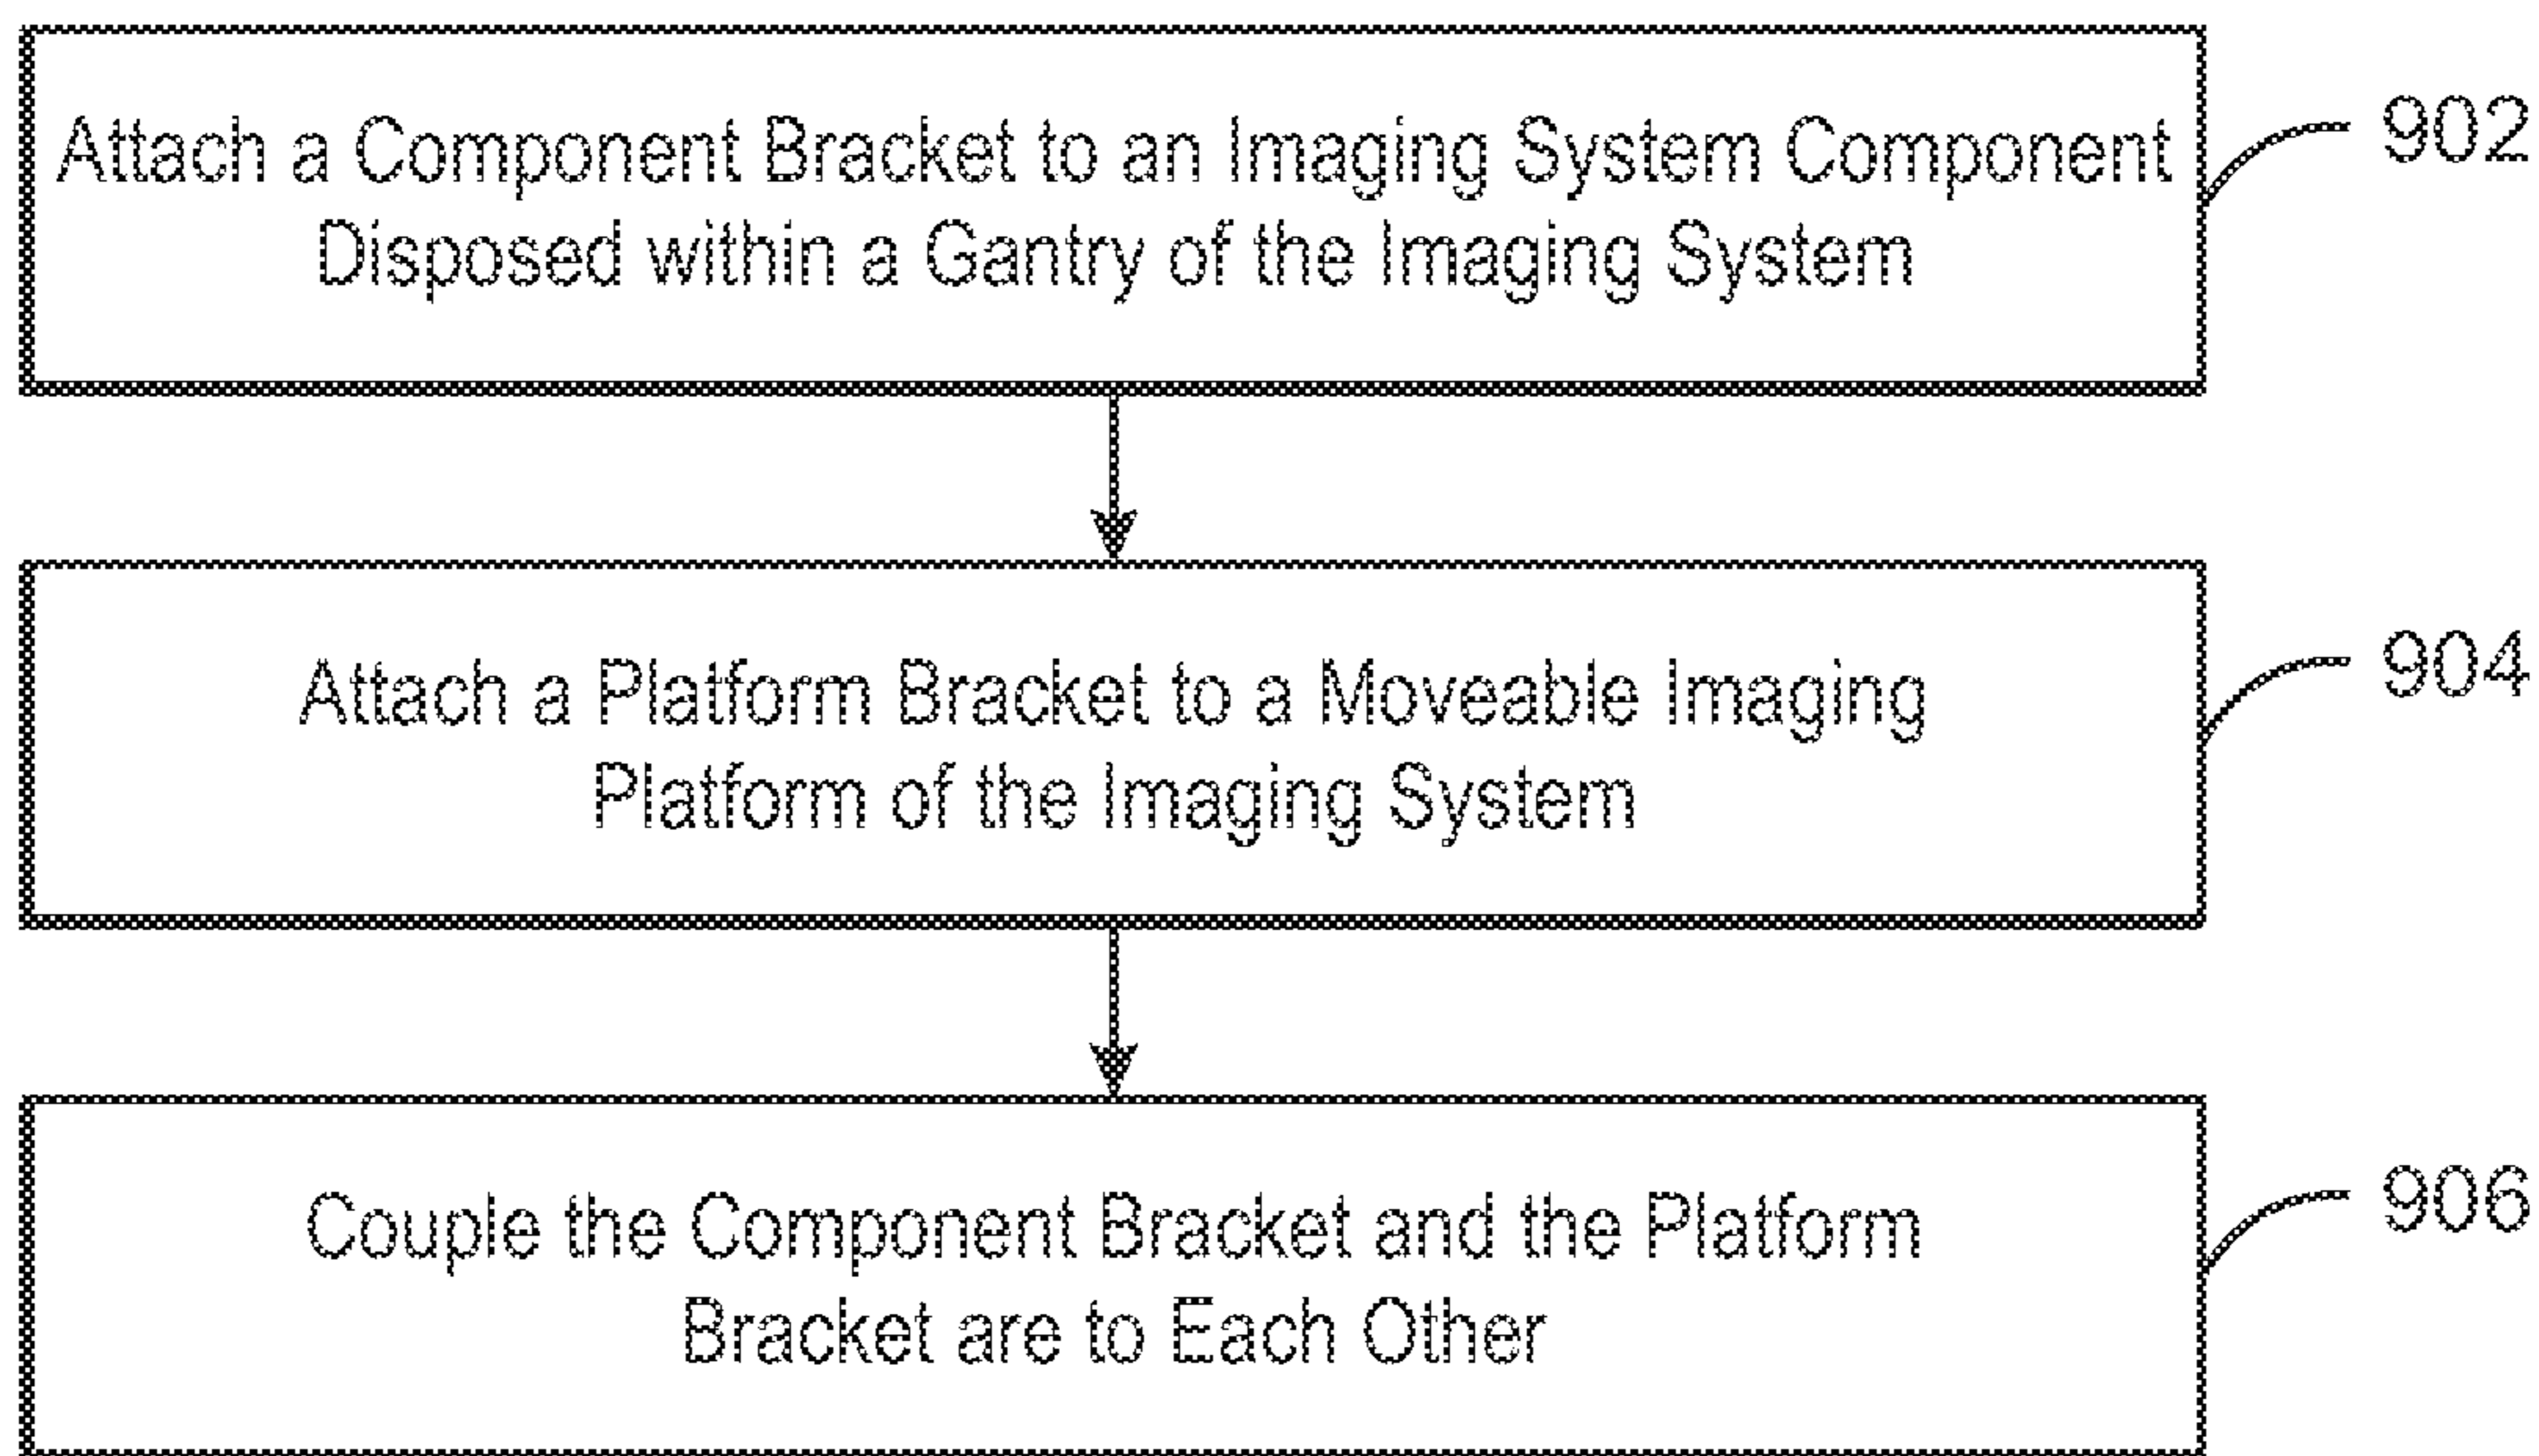 Attach a Component Bracket to an Imaging System Component
Disposed within a Gantry of the Imaging System
902
Attach a Platform Bracket to a Moveable Imaging
Platform of the Imaging System
904
Couple the Component Bracket and the Platform
Bracket are to Each Other
906